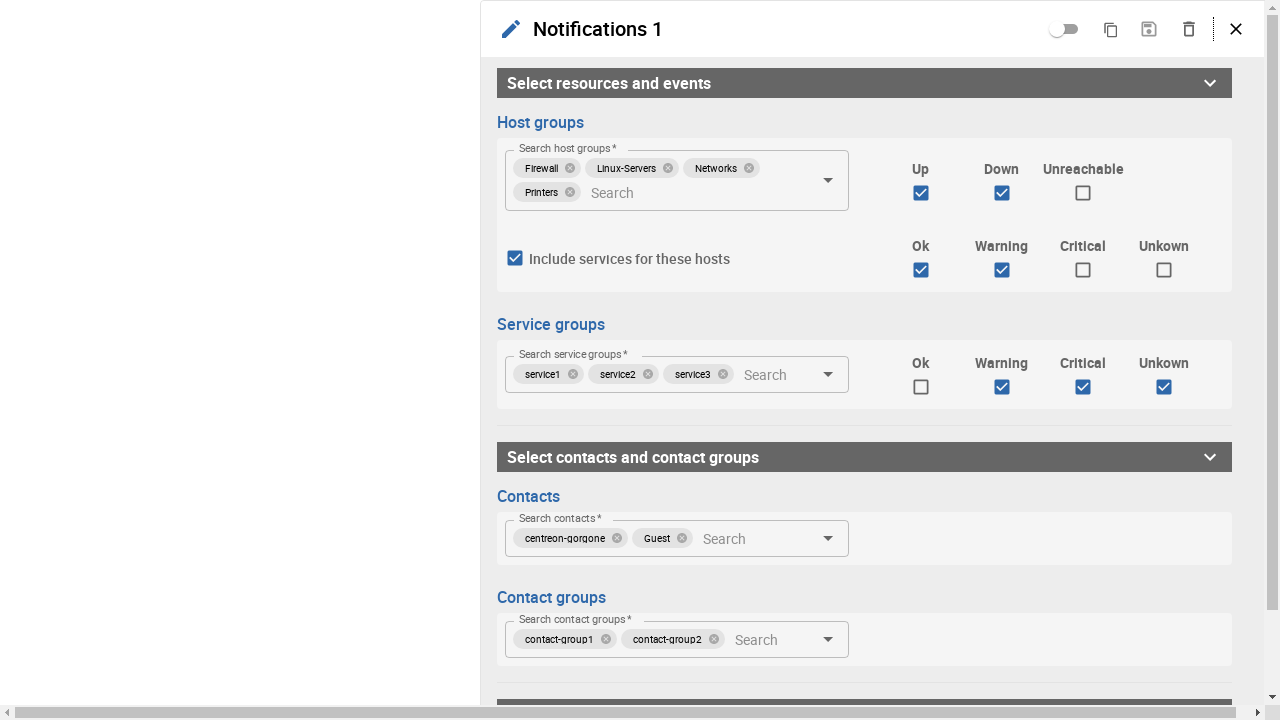 Notifications 1
Select resources and events
Host groups
Search host groups *
Firewall Linux-Servers Networks
Printers Search
Up Down Unreachable
Include services for these hosts
Ok Warning Critical Unkown
Service groups
Search service groups *
service1 service2 service3 Search
Ok Warning Critical Unkown
Select contacts and contact groups
Contacts
Search contacts *
centreon-gorgone Guest Search
Contact groups
Search contact groups *
contact-group1 contact-group2 Search